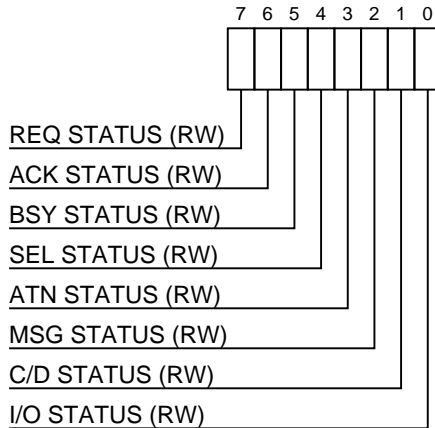 7 6 5 4 3 2 1 0
REQ STATUS (RW)
ACK STATUS (RW)
BSY STATUS (RW)
SEL STATUS (RW)
ATN STATUS (RW)
MSG STATUS (RW)
C/D STATUS (RW)
I/O STATUS (RW)